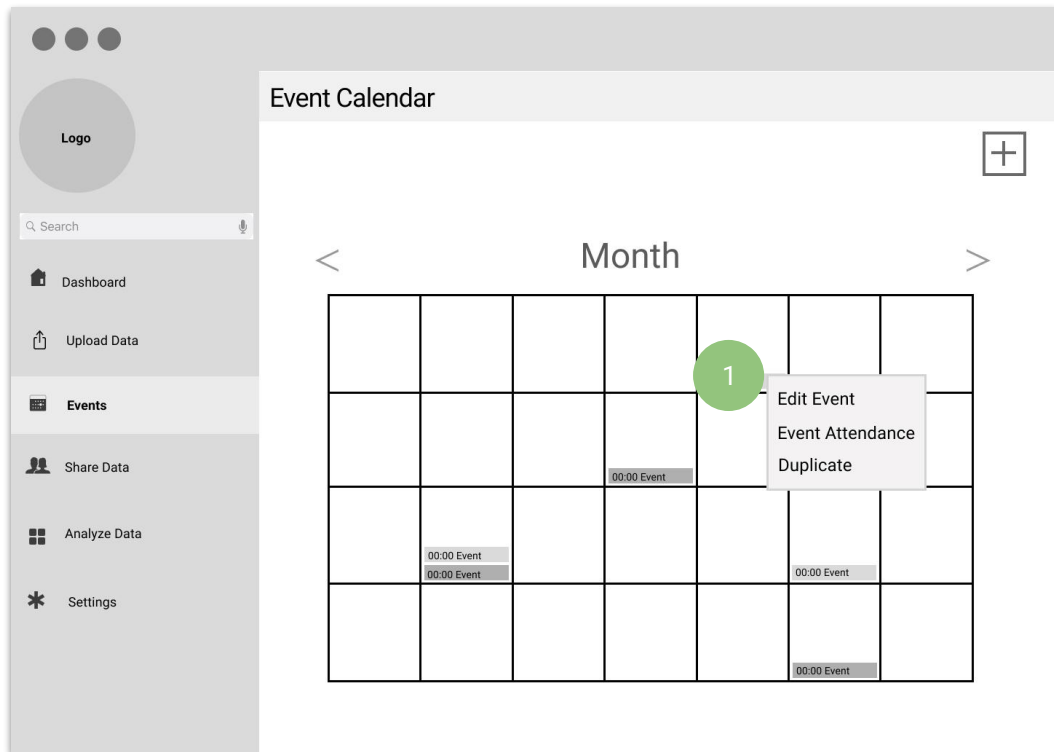 Event Calendar
Logo
Search
Dashboard
Upload Data
Events
Share Data
Analyze Data
Settings
< Month >
1
Edit Event
Event Attendance
Duplicate
00:00 Event
00:00 Event
00:00 Event
00:00 Event
00:00 Event